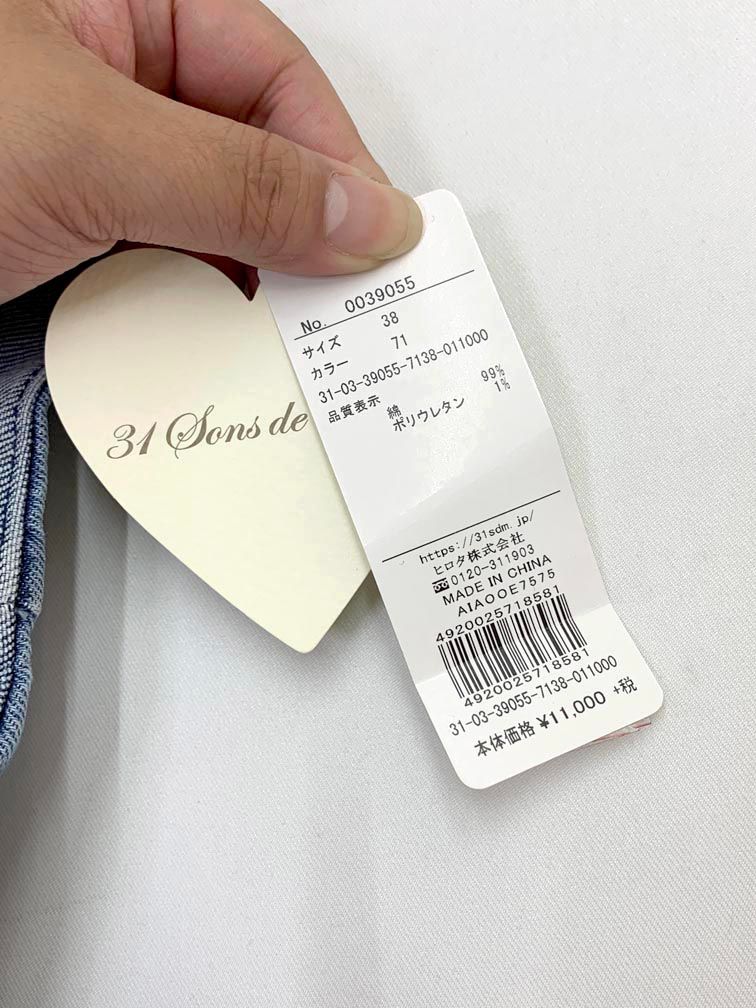 31 Sons de
No. 0039055
サイズ 38
カラー 71
31-03-39055-7138-011000
品質表示 綿 99%
ポリウレタン 1%
https://31sdm.jp/
ヒロタ株式会社
0120-311903
MADE IN CHINA
AIAOOE7575
4920025718581
4920025718581
31-03-39055-7138-011000
本体価格 ¥11,000 +税